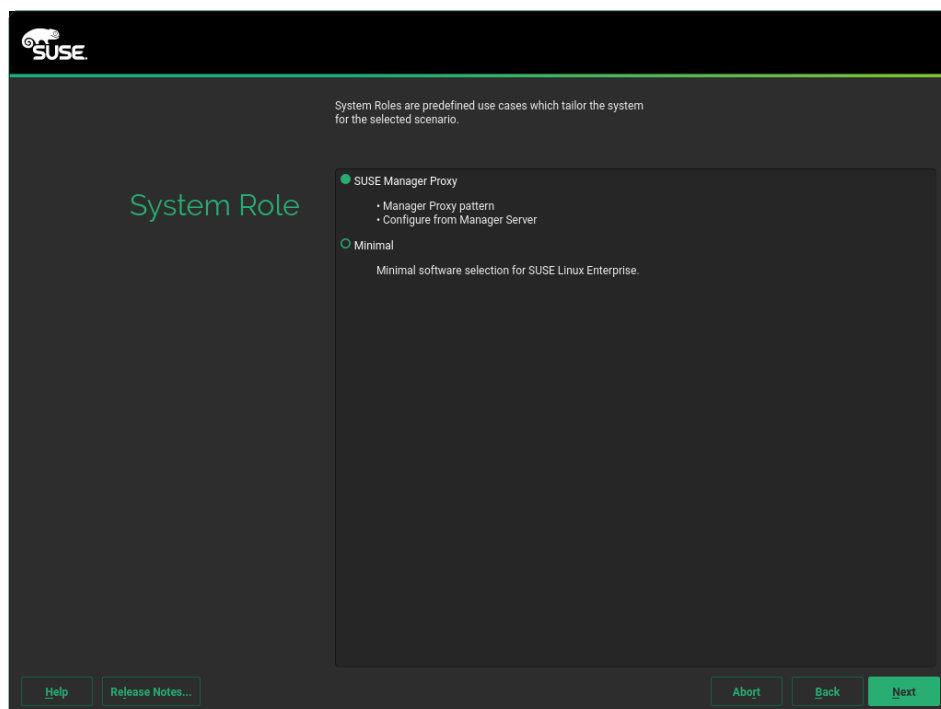 SUSE.
System Roles are predefined use cases which tailor the system
for the selected scenario.
System Role
SUSE Manager Proxy
• Manager Proxy pattern
• Configure from Manager Server
Minimal
Minimal software selection for SUSE Linux Enterprise.
Help
Release Notes...
Abort
Back
Next